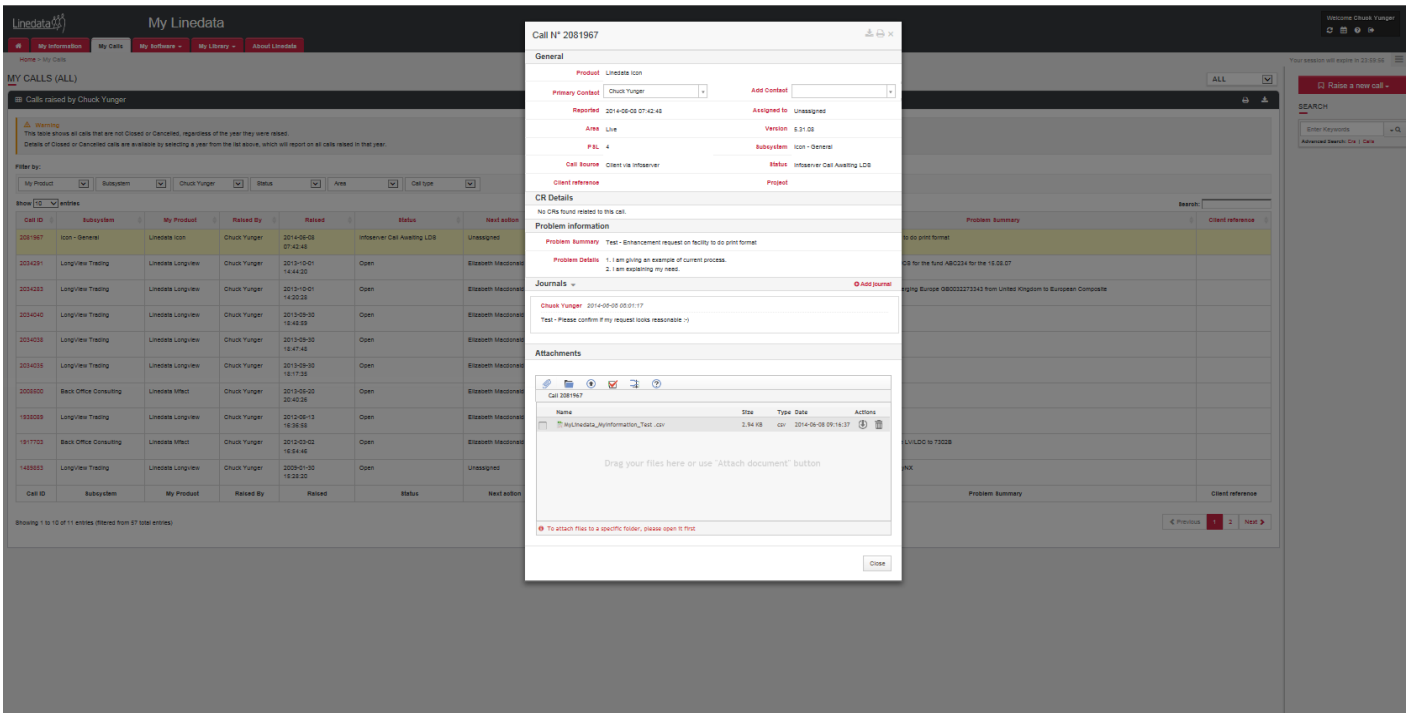 Linedata
My Linedata
Welcome Chuck Yunger
My Information
My Calls
My Software
My Library
About Linedata
Home > My Calls
MY CALLS (ALL)
ALL
Calls raised by Chuck Yunger
Warning
This table shows all calls that are not Closed or Cancelled, regardless of the year they were raised.
Details of Closed or Cancelled calls are available by selecting a year from the list above, which will report on all calls raised in that year.
Filter by:
My Product Subsystem Chuck Yunger Status Area Call type
Show 10 entries
Search:
Call ID Subsystem My Product Raised By Raised Status Next action Problem Summary Client reference
2081967 Icon - General Linedata Icon Chuck Yunger 2014-06-08 Infoserver Call Awaiting LDS Unassigned to do print format
07:42:48
2034291 LongView Trading Linedata Longview Chuck Yunger 2013-10-01 Open Elizabeth Macdonald
14:44:20
2034283 LongView Trading Linedata Longview Chuck Yunger 2013-10-01 Open Elizabeth Macdonald
LongView Trading Linedata Longview Chuck Yunger 2013-09-30 Open
LongView Trading Linedata Longview Chuck Yunger 2013-09-30 Open
LongView Trading Linedata Longview Chuck Yunger 2013-09-30 Open
Back Office Consulting Linedata Mfact Chuck Yunger Open
LongView Trading Linedata Longview Chuck Yunger Open
1917703 Back Office Consulting Linedata Mfact Chuck Yunger 2012-03-02 Open
LongView Trading Linedata Longview Chuck Yunger 2009-01-30 Open Unassigned
Call ID Subsystem My Product Raised By Raised Status Next action Problem Summary Client reference
Showing 1 to 10 of 11 entries (filtered from 57 total entries)
Previous 1 2 Next
Call N° 2081967
General
Product Linedata Icon
Primary Contact Chuck Yunger
Add Contact
Reported 2014-06-08 07:42:48
Assigned to Unassigned
Area Live
Version 5.31.08
PSL 4
Subsystem Icon - General
Call Source Client via Infoserver
Status Infoserver Call Awaiting LDS
Client reference
Project
CR Details
No CRs found related to this call.
Problem information
Problem Summary Test - Enhancement request on facility to do print format
Problem Details 1. I am giving an example of current process.
2. I am explaining my need.
Journals
Add journal
Chuck Yunger 2014-06-08 08:01:17
Test - Please confirm if my request looks reasonable :-)
Attachments
Call 2081967
Name Size Type Date Actions
MyLinedata_MyInformation_Test.csv 2.94 KB csv 2014-06-08 09:16:37
Drag your files here or use 'Attach document' button
To attach files to a specific folder, please open it first
Close
Raise a new call
SEARCH
Enter Keywords
Advanced Search: CRs | Calls